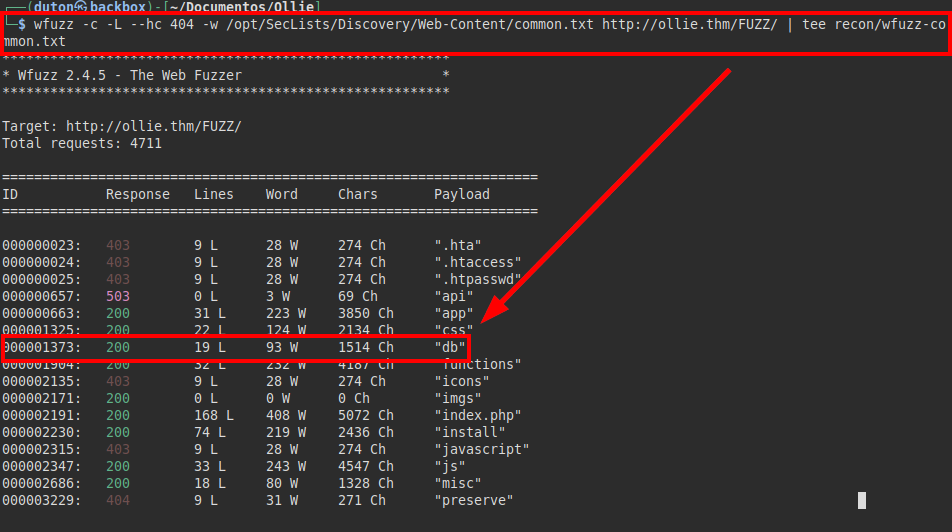 ┌──(duton㉿backbox)-[~/Documentos/Ollie]
└─$ wfuzz -c -L --hc 404 -w /opt/SecLists/Discovery/Web-Content/common.txt http://ollie.thm/FUZZ/ | tee recon/wfuzz-co
mmon.txt
********************************************************
* Wfuzz 2.4.5 - The Web Fuzzer                         *
********************************************************
Target: http://ollie.thm/FUZZ/
Total requests: 4711
===================================================================
ID           Response   Lines    Word     Chars       Payload
===================================================================
000000023:   403        9 L      28 W     274 Ch      ".hta"
000000024:   403        9 L      28 W     274 Ch      ".htaccess"
000000025:   403        9 L      28 W     274 Ch      ".htpasswd"
000000657:   503        0 L      3 W      69 Ch       "api"
000000663:   200        31 L     223 W    3850 Ch     "app"
000001325:   200        22 L     124 W    2134 Ch     "css"
000001373:   200        19 L     93 W     1514 Ch     "db"
000001904:   200        32 L     232 W    4187 Ch     "functions"
000002135:   403        9 L      28 W     274 Ch      "icons"
000002171:   200        0 L      0 W      0 Ch        "imgs"
000002191:   200        168 L    408 W    5072 Ch     "index.php"
000002230:   200        74 L     219 W    2436 Ch     "install"
000002315:   403        9 L      28 W     274 Ch      "javascript"
000002347:   200        33 L     243 W    4547 Ch     "js"
000002686:   200        18 L     80 W     1328 Ch     "misc"
000003229:   404        9 L      31 W     271 Ch      "preserve"